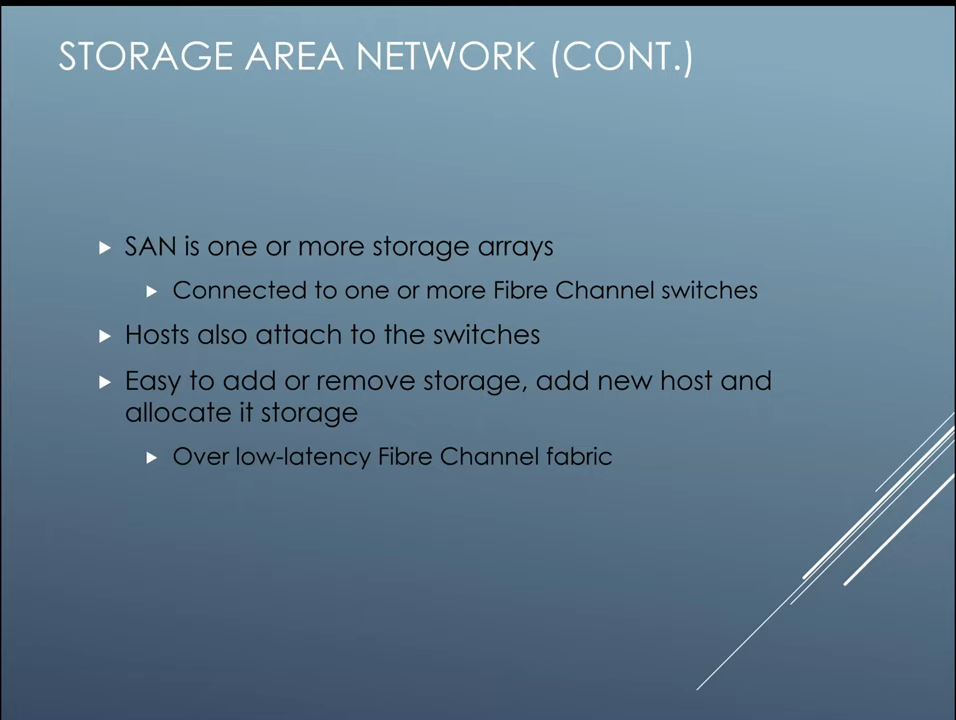 STORAGE AREA NETWORK (CONT.)
SAN is one or more storage arrays
Connected to one or more Fibre Channel switches
Hosts also attach to the switches
Easy to add or remove storage, add new host and
allocate it storage
Over low-latency Fibre Channel fabric